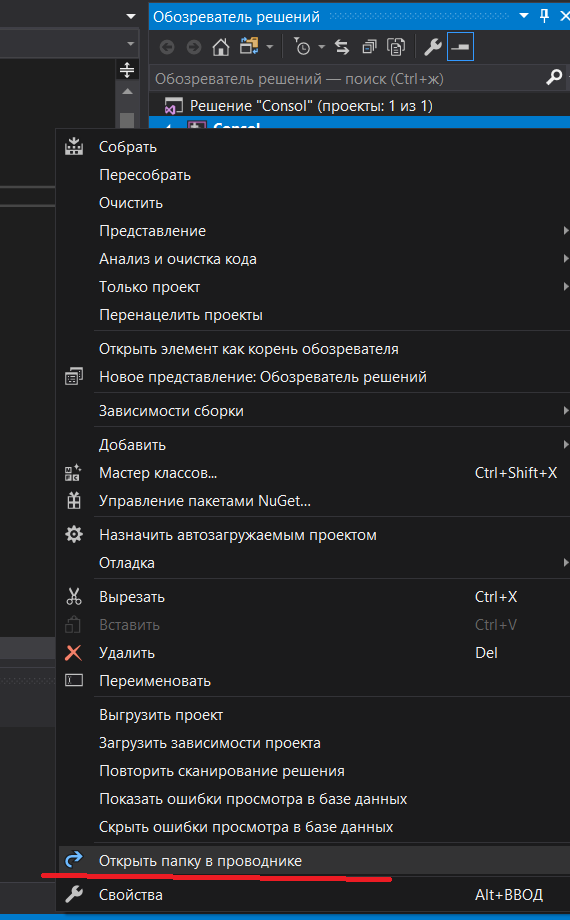 Обозреватель решений
Обозреватель решений — поиск (Ctrl+ж)
Решение "Consol" (проекты: 1 из 1)
Consol
Собрать
Пересобрать
Очистить
Представление
Анализ и очистка кода
Только проект
Перенацелить проекты
Открыть элемент как корень обозревателя
Новое представление: Обозреватель решений
Зависимости сборки
Добавить
Мастер классов... Ctrl+Shift+X
Управление пакетами NuGet...
Назначить автозагружаемым проектом
Отладка
Вырезать Ctrl+X
Вставить Ctrl+V
Удалить Del
Переименовать
Выгрузить проект
Загрузить зависимости проекта
Повторить сканирование решения
Показать ошибки просмотра в базе данных
Скрыть ошибки просмотра в базе данных
Открыть папку в проводнике
Свойства Alt+ВВОД